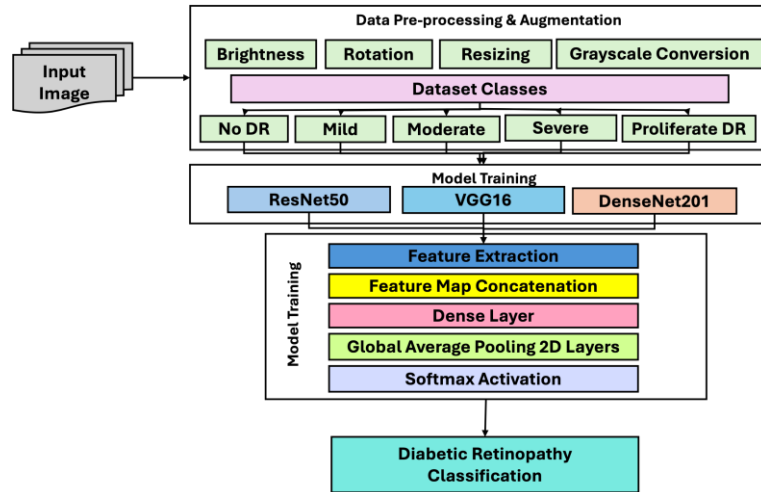 Data Pre-processing & Augmentation
Brightness
Rotation
Resizing
Grayscale Conversion
Input
Image
Dataset Classes
No DR
Mild
Moderate
Severe
Proliferate DR
Model Training
ResNet50
VGG16
DenseNet201
Model Training
Feature Extraction
Feature Map Concatenation
Dense Layer
Global Average Pooling 2D Layers
Softmax Activation
Diabetic Retinopathy
Classification